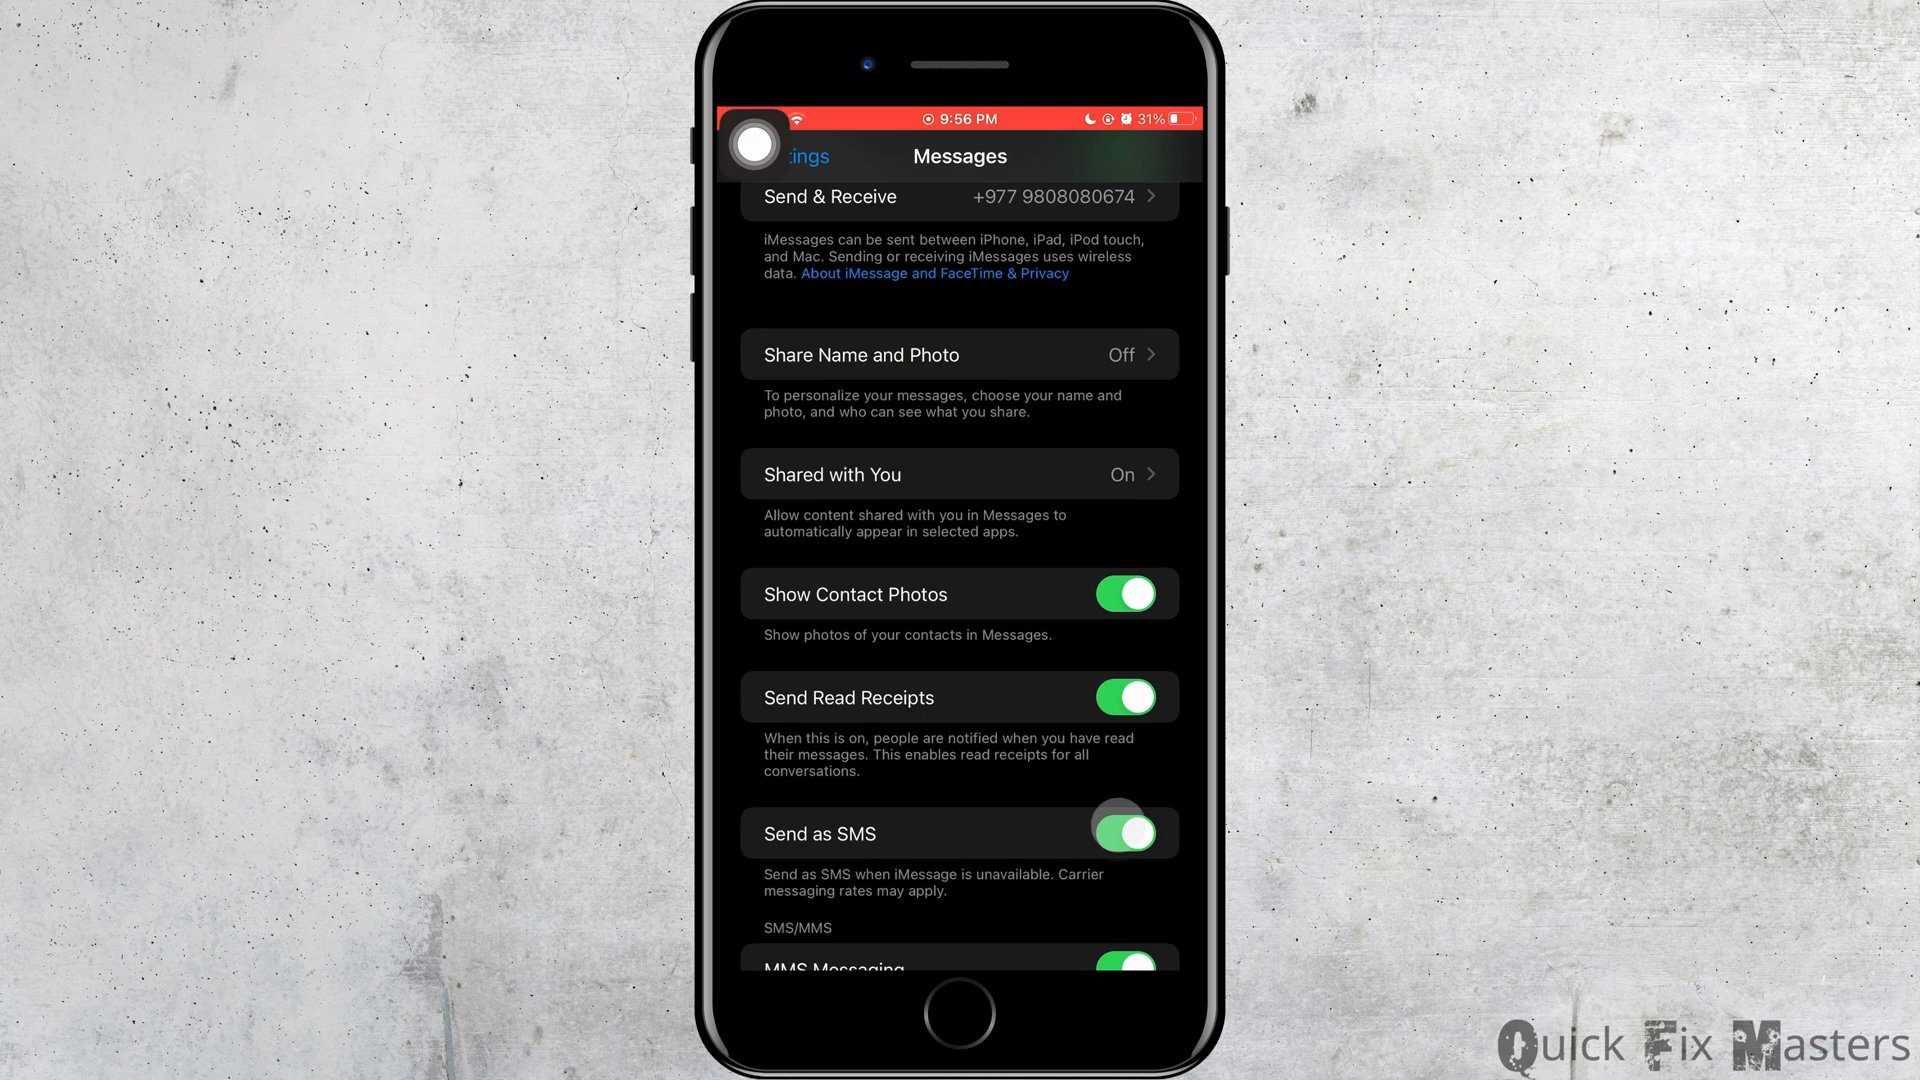 9:56 PM
31%
tings
Messages
Send & Receive +977 9808080674
iMessages can be sent between iPhone, iPad, iPod touch,
and Mac. Sending or receiving iMessages uses wireless
data. About iMessage and FaceTime & Privacy
Share Name and Photo Off
To personalize your messages, choose your name and
photo, and who can see what you share.
Shared with You On
Allow content shared with you in Messages to
automatically appear in selected apps.
Show Contact Photos
Show photos of your contacts in Messages.
Send Read Receipts
When this is on, people are notified when you have read
their messages. This enables read receipts for all
conversations.
Send as SMS
Send as SMS when iMessage is unavailable. Carrier
messaging rates may apply.
SMS/MMS
MMS Messaging
Quick Fix Masters